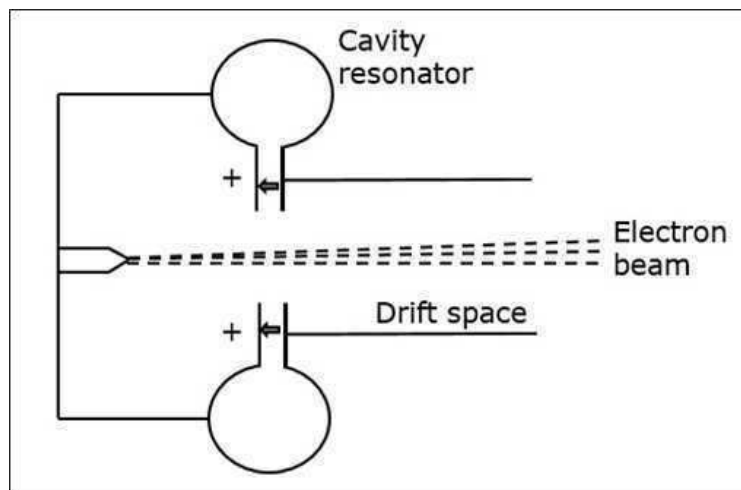 Cavity
resonator
+
Electron
beam
+
Drift space